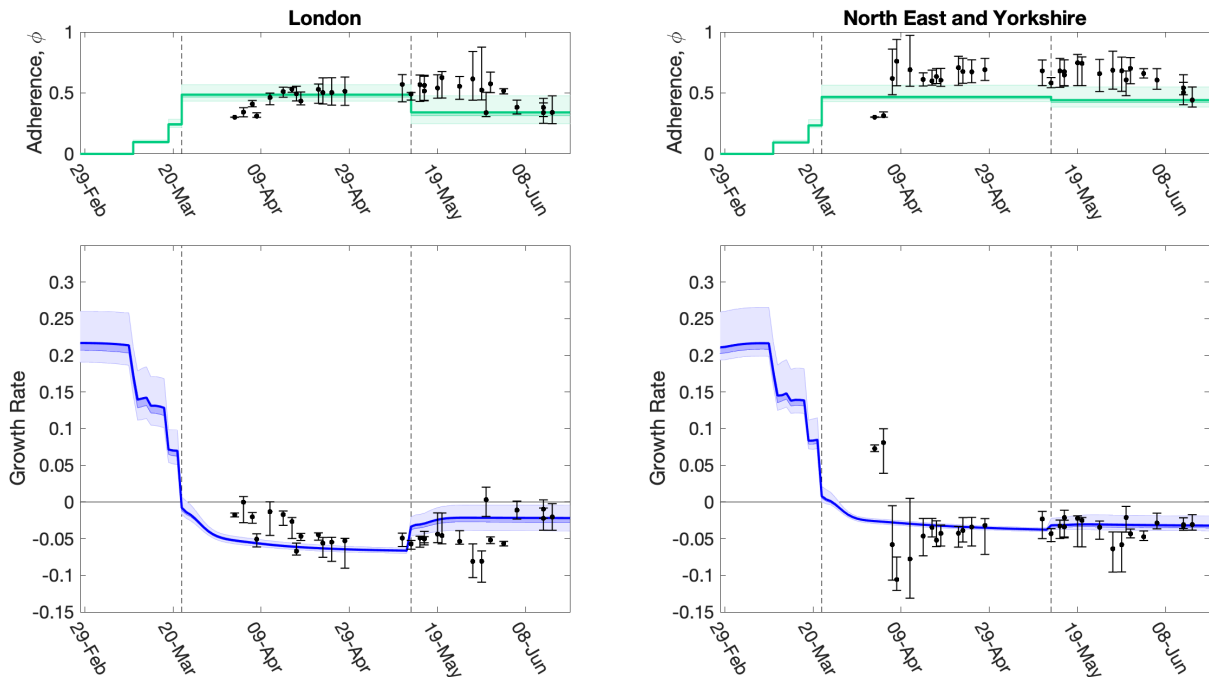 London
Adherence, ϕ
1
0.5
0
29-Feb
20-Mar
09-Apr
29-Apr
19-May
08-Jun
North East and Yorkshire
Adherence, ϕ
1
0.5
0
29-Feb
20-Mar
09-Apr
29-Apr
19-May
08-Jun
Growth Rate
0.3
0.25
0.2
0.15
0.1
0.05
0
-0.05
-0.1
-0.15
29-Feb
20-Mar
09-Apr
29-Apr
19-May
08-Jun
Growth Rate
0.3
0.25
0.2
0.15
0.1
0.05
0
-0.05
-0.1
-0.15
29-Feb
20-Mar
09-Apr
29-Apr
19-May
08-Jun